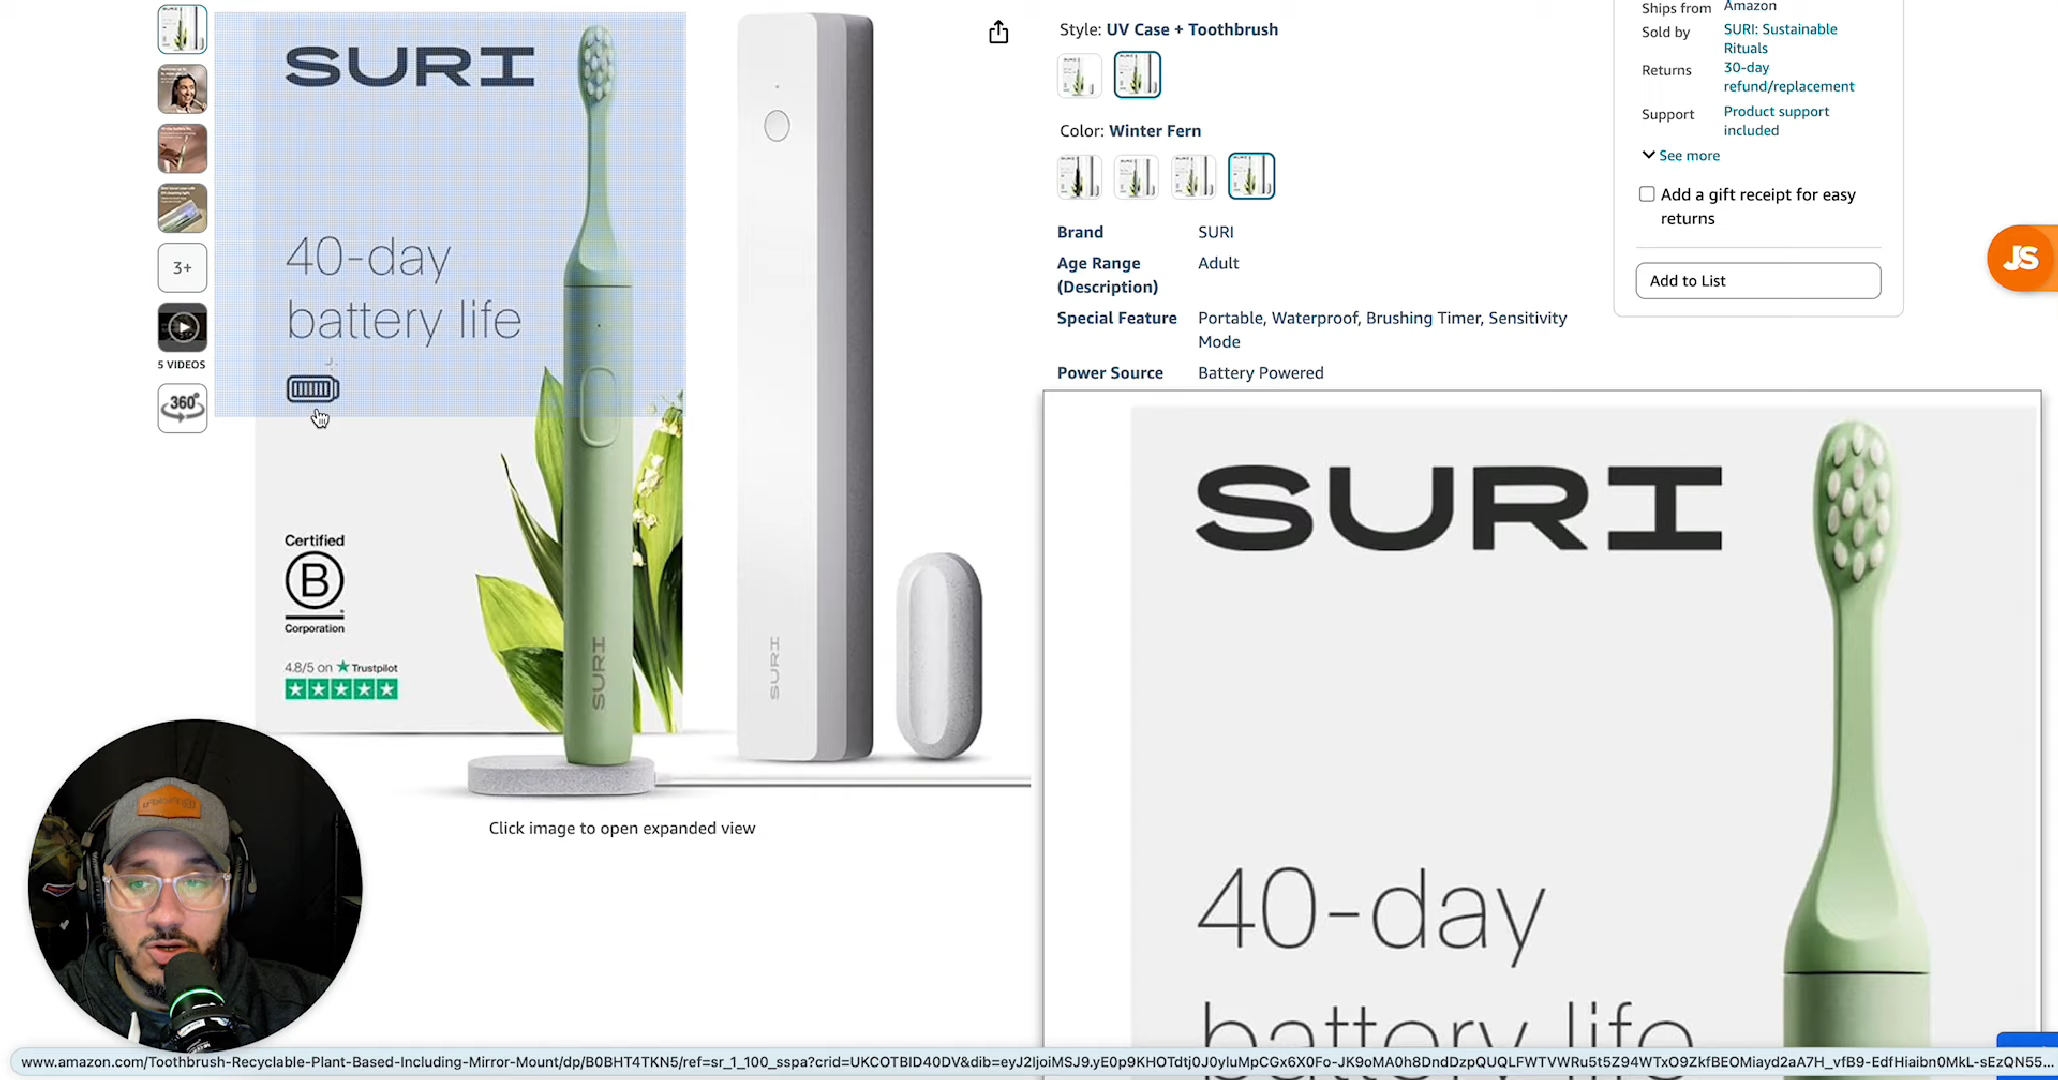 SURI
40-day
battery life
Certified
B
Corporation
4.8/5 on Trustpilot
SURI
SURI
3+
5 VIDEOS
360°
Click image to open expanded view
Style: UV Case + Toothbrush
Color: Winter Fern
Brand SURI
Age Range
(Description) Adult
Special Feature Portable, Waterproof, Brushing Timer, Sensitivity
Mode
Power Source Battery Powered
Ships from Amazon
Sold by SURI: Sustainable
Rituals
Returns 30-day
refund/replacement
Support Product support
included
See more
Add a gift receipt for easy
returns
Add to List
JS
SURI
40-day
battery life